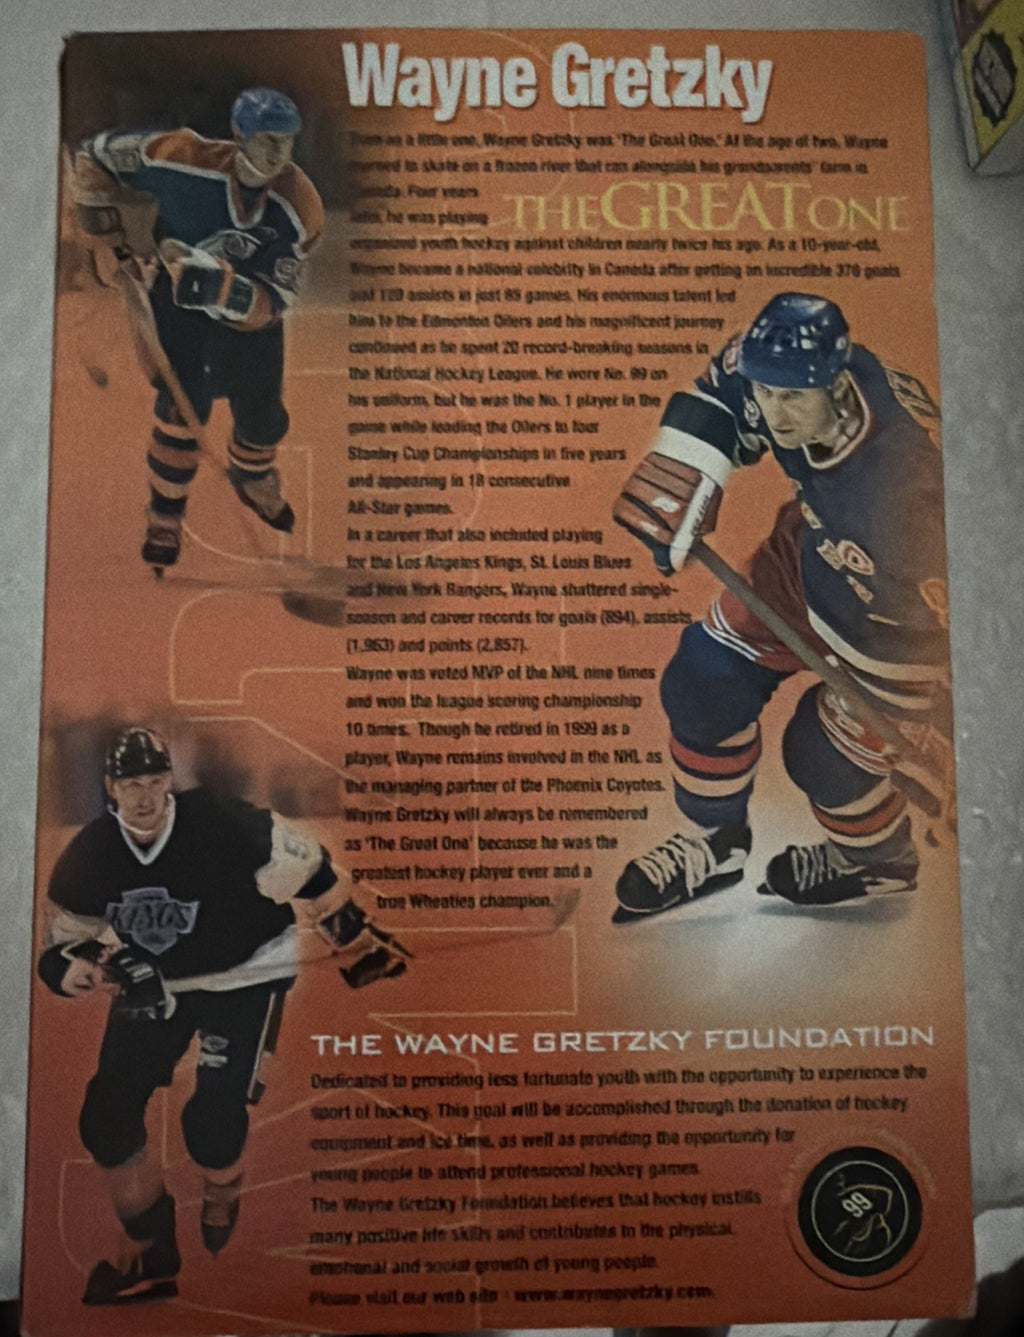 Wayne Gretzky
Even as a little one, Wayne Gretzky was 'The Great One.' At the age of two, Wayne
learned to skate on a frozen river that ran alongside his grandparents' farm in
Canada. Four years
later, he was playing
THE GREAT ONE
organized youth hockey against children nearly twice his age. As a 10-year-old,
Wayne became a national celebrity in Canada after getting an incredible 378 goals
and 120 assists in just 85 games. His enormous talent led
him to the Edmonton Oilers and his magnificent journey
continued as he spent 20 record-breaking seasons in
the National Hockey League. He wore No. 99 on
his uniform, but he was the No. 1 player in the
game while leading the Oilers to four
Stanley Cup Championships in five years
and appearing in 18 consecutive
All-Star games.
In a career that also included playing
for the Los Angeles Kings, St. Louis Blues
and New York Rangers, Wayne shattered single-
season and career records for goals (894), assists
(1,963) and points (2,857).
Wayne was voted MVP of the NHL nine times
and won the league scoring championship
10 times. Though he retired in 1999 as a
player, Wayne remains involved in the NHL as
the managing partner of the Phoenix Coyotes.
Wayne Gretzky will always be remembered
as 'The Great One' because he was the
greatest hockey player ever and a
true Wheaties champion.
KINGS
THE WAYNE GRETZKY FOUNDATION
Dedicated to providing less fortunate youth with the opportunity to experience the
sport of hockey. This goal will be accomplished through the donation of hockey
equipment and ice time, as well as providing the opportunity for
young people to attend professional hockey games.
The Wayne Gretzky Foundation believes that hockey instills
many positive life skills and contributes to the physical,
emotional and social growth of young people.
Please visit our web site : www.waynegretzky.com.
99